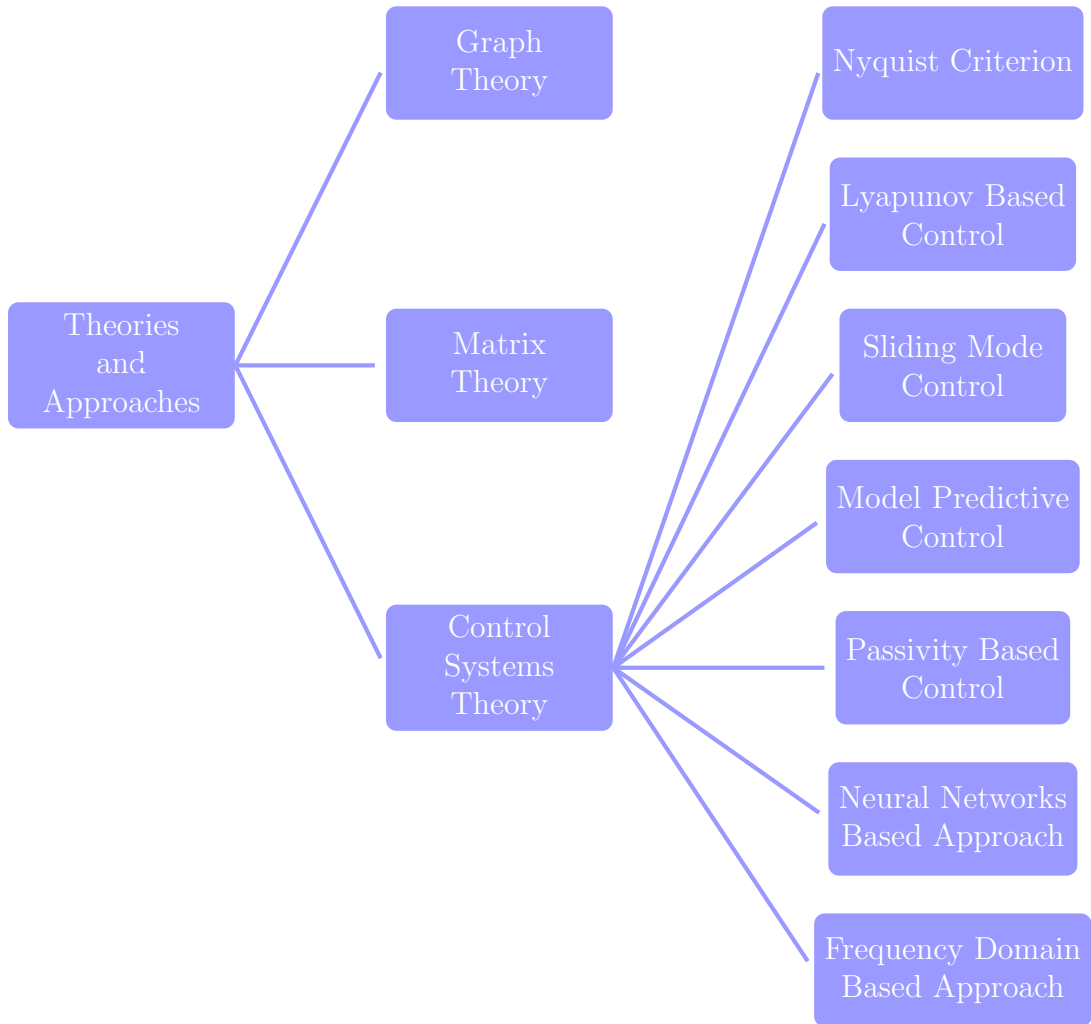 Theories
and
Approaches
Graph
Theory
Matrix
Theory
Control
Systems
Theory
Nyquist Criterion
Lyapunov Based
Control
Sliding Mode
Control
Model Predictive
Control
Passivity Based
Control
Neural Networks
Based Approach
Frequency Domain
Based Approach